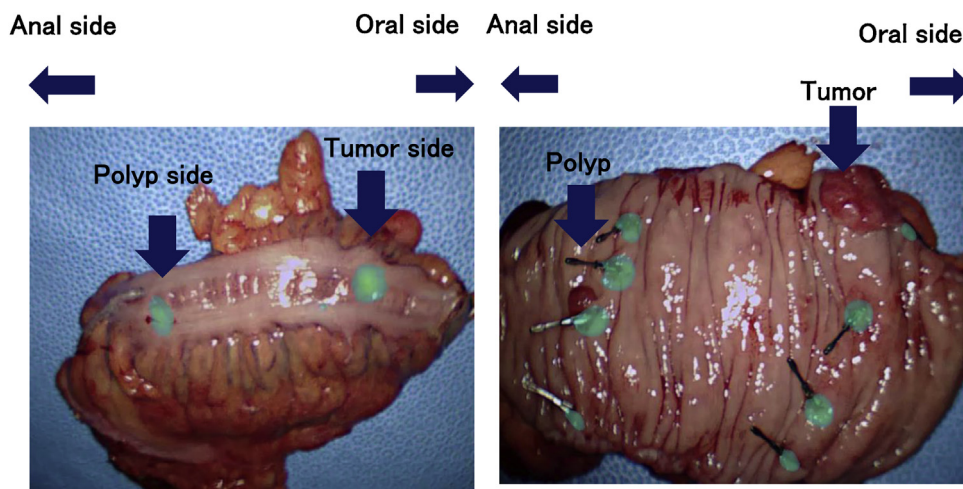 Anal side
Oral side
Anal side
Oral side
Tumor
Tumor side
Polyp side
Polyp